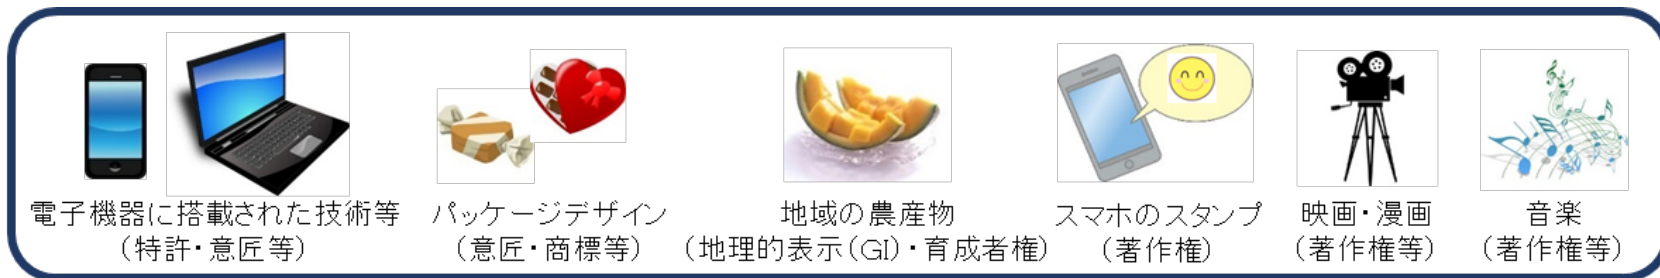 電子機器に搭載された技術等
(特許・意匠等)
パッケージデザイン
(意匠・商標等)
地域の農産物
(地理的表示(GI)・育成者権)
スマホのスタンプ
(著作権)
映画・漫画
(著作権等)
音楽
(著作権等)